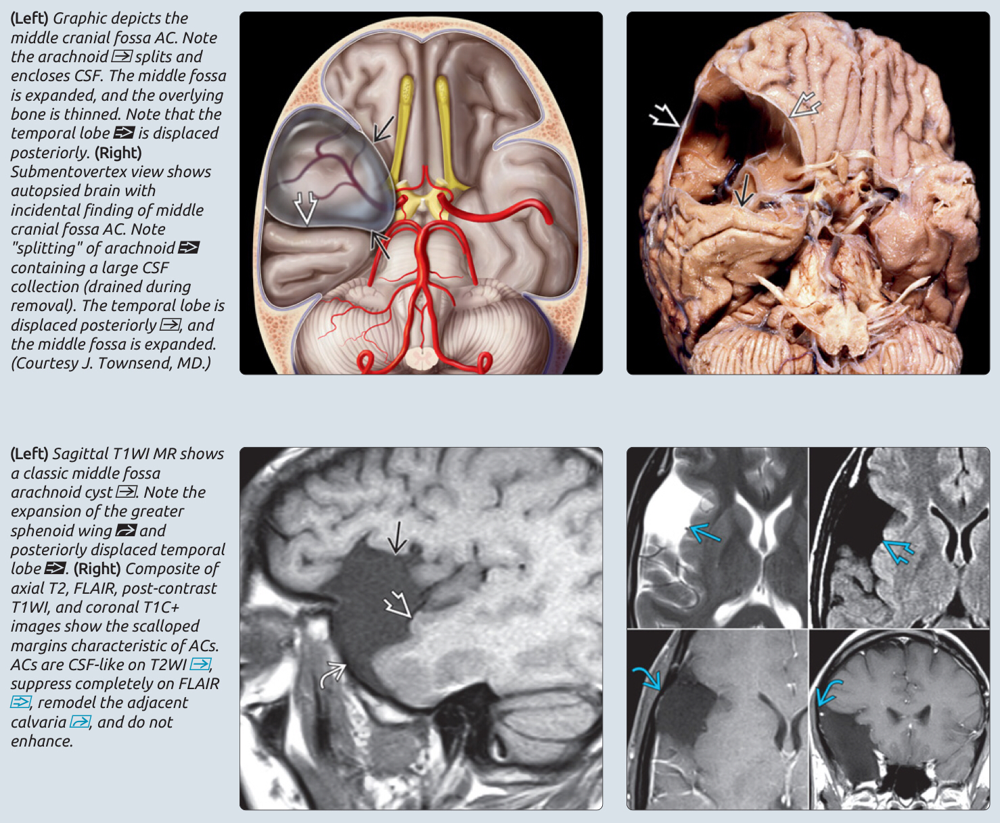 (Left) Graphic depicts the
middle cranial fossa AC. Note
the arachnoid splits and
encloses CSF. The middle fossa
is expanded, and the overlying
bone is thinned. Note that the
temporal lobe is displaced
posteriorly. (Right)
Submentovertex view shows
autopsied brain with
incidental finding of middle
cranial fossa AC. Note
"splitting" of arachnoid
containing a large CSF
collection (drained during
removal). The temporal lobe is
displaced posteriorly , and
the middle fossa is expanded.
(Courtesy J. Townsend, MD.)
(Left) Sagittal T1WI MR shows
a classic middle fossa
arachnoid cyst . Note the
expansion of the greater
sphenoid wing and
posteriorly displaced temporal
lobe . (Right) Composite of
axial T2, FLAIR, post-contrast
T1WI, and coronal T1C+
images show the scalloped
margins characteristic of ACs.
ACs are CSF-like on T2WI ,
suppress completely on FLAIR
, remodel the adjacent
calvaria , and do not
enhance.